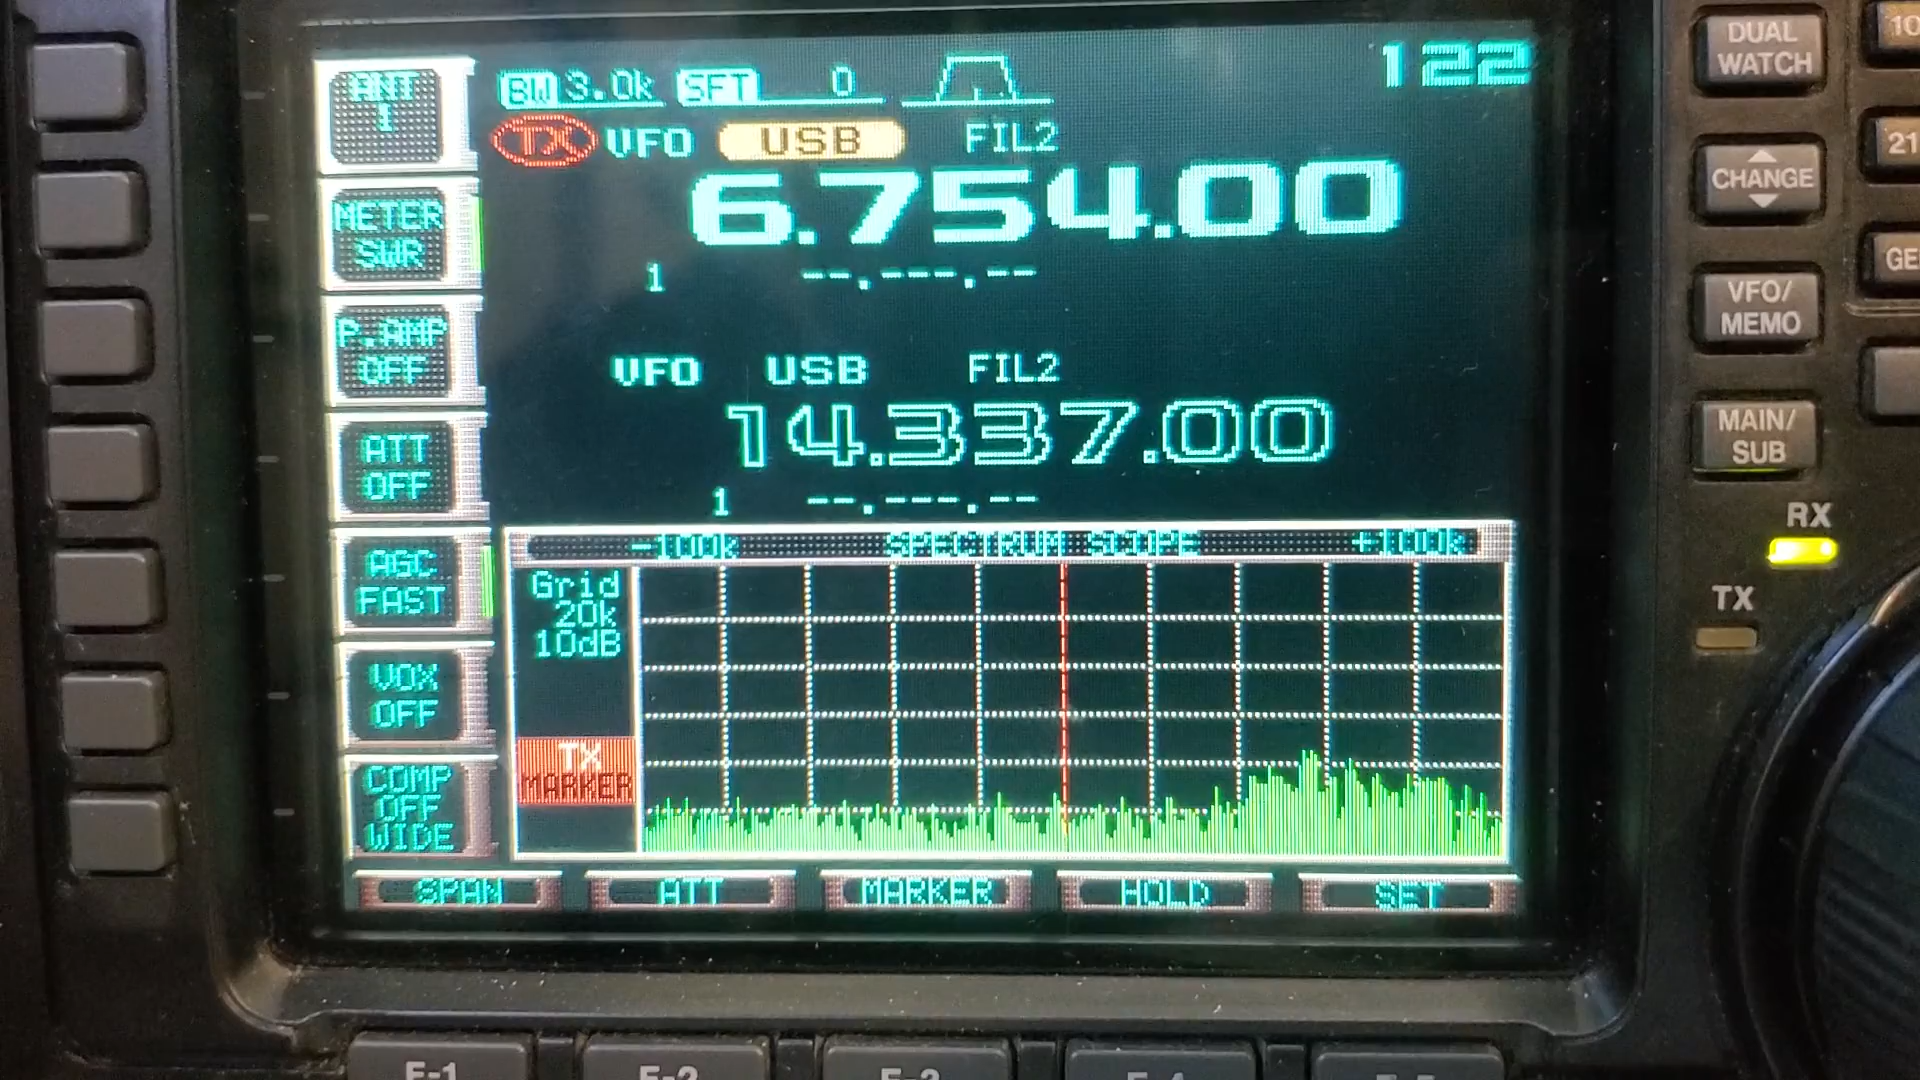 ANT
1
BW 3.0k SFT 0
122
TX VFO USB FIL2
6.754.00
1 --.---.--
METER
SWR
P.AMP
OFF
VFO USB FIL2
14.337.00
1 --.---.--
ATT
OFF
AGC
FAST
VOX
OFF
COMP
OFF
WIDE
-100k SPECTRUM SCOPE +100k
Grid
20k
10dB
TX
MARKER
SPAN ATT MARKER HOLD SET
DUAL
WATCH
CHANGE
VFO/
MEMO
MAIN/
SUB
RX
TX
10
21
GE
F-1 F-2 F-3